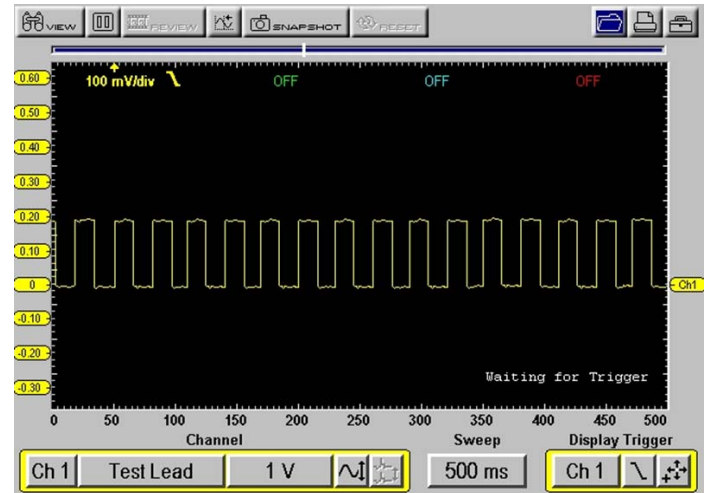 VIEW REVIEW SNAPSHOT RESET
0.60 100 mV/div OFF OFF OFF
0.50
0.40
0.30
0.20
0.10
0 Ch1
-0.10
-0.20
Waiting for Trigger
-0.30
0 50 100 150 200 250 300 350 400 450 500
Channel Sweep Display Trigger
Ch 1 Test Lead 1 V 500 ms Ch 1